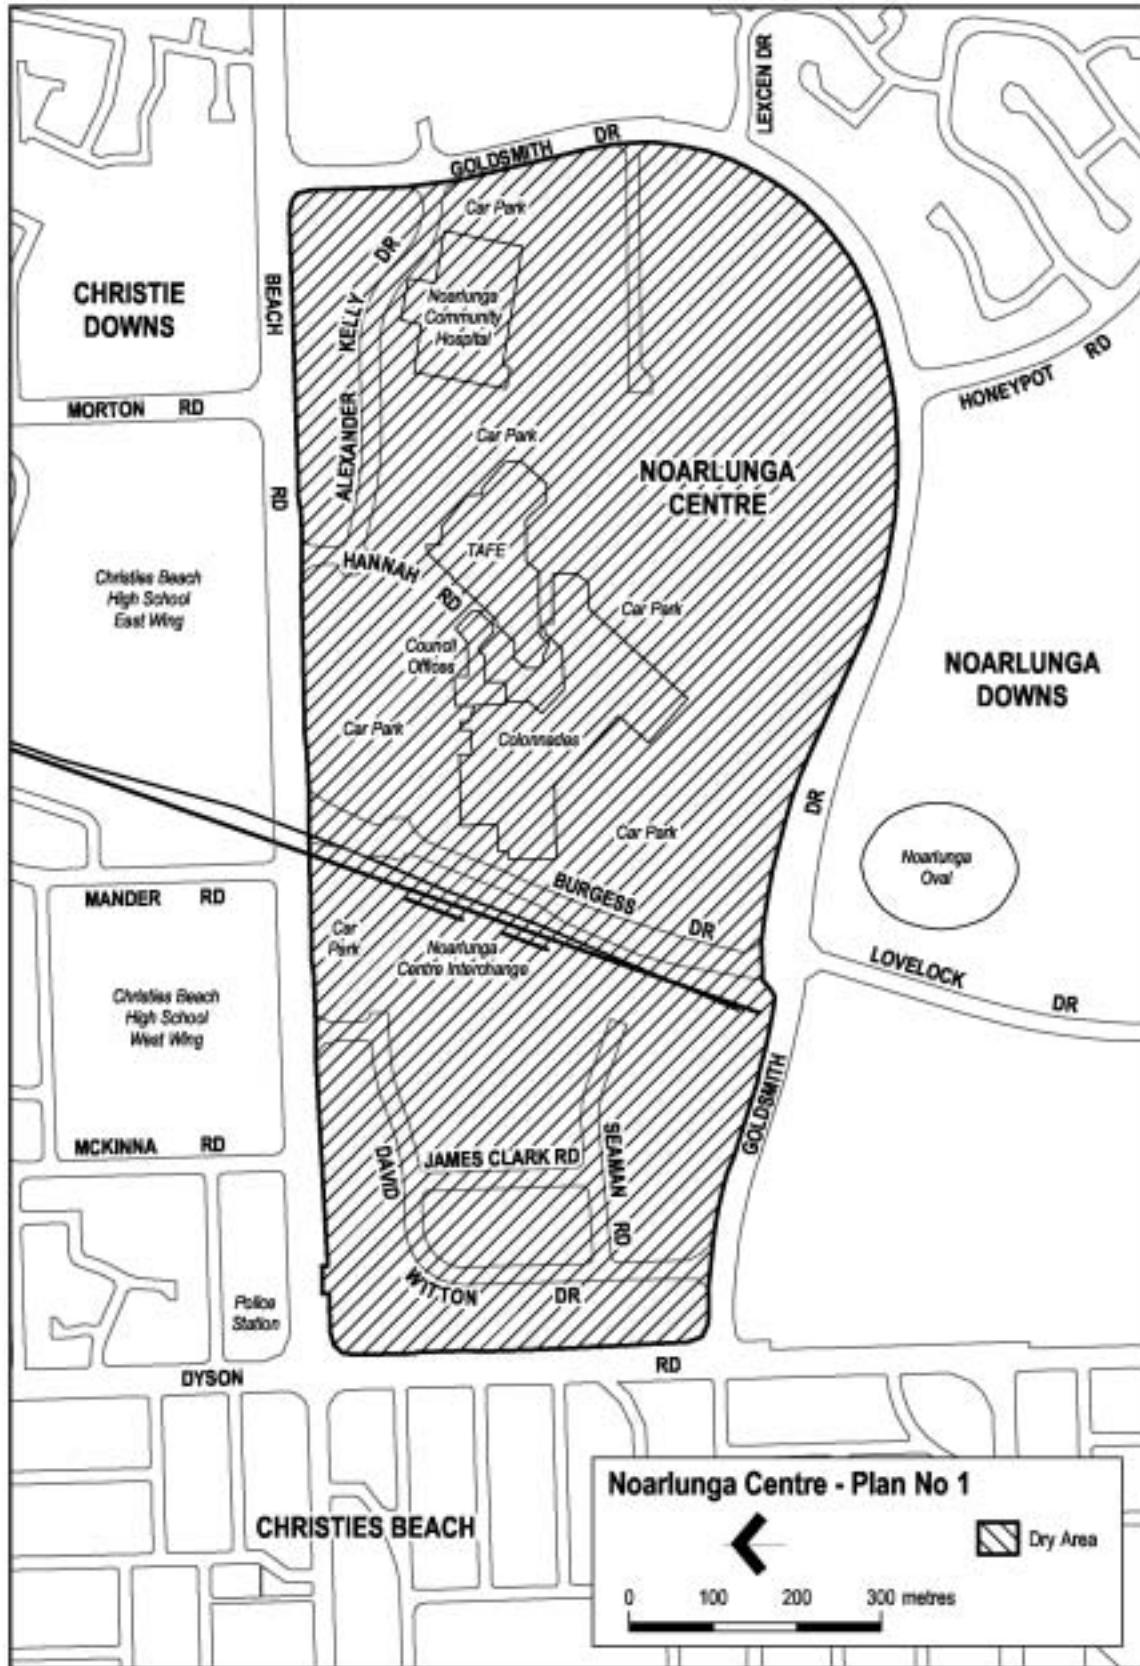 LEXCEN DR
GOLDSMITH DR
Car Park
CHRISTIE
DOWNS
BEACH RD
ALEXANDER KELLY DR
Noarlunga
Community
Hospital
HONEYPOT RD
MORTON RD
Car Park
NOARLUNGA
CENTRE
HANNAH RD
TAFE
Christies Beach
High School
East Wing
Car Park
Council
Offices
NOARLUNGA
DOWNS
Car Park
Colonnades
DR
Car Park
Noarlunga
Oval
MANDER RD
BURGESS DR
Car
Park
Noarlunga
Centre Interchange
LOVELOCK DR
Christies Beach
High School
West Wing
GOLDSMITH
MCKINNA RD
DAVID
JAMES CLARK RD
SEAMAN RD
WITTON DR
Police
Station
DYSON RD
CHRISTIES BEACH
Noarlunga Centre - Plan No 1
Dry Area
0 100 200 300 metres